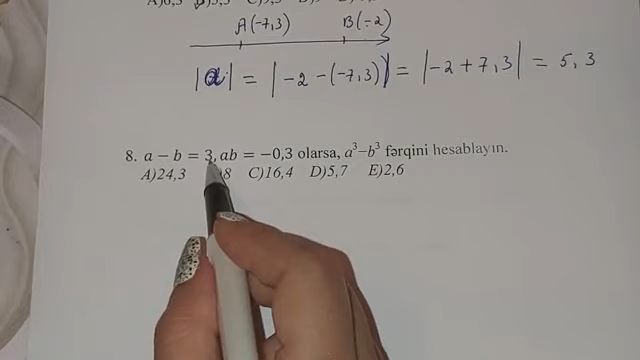 A(-7,3) B(-2)
|a| = |-2-(-7,3)| = |-2+7,3| = 5,3
8. a − b = 3, ab = −0,3 olarsa, a³−b³ fərqini hesablayın.
A)24,3 8 C)16,4 D)5,7 E)2,6